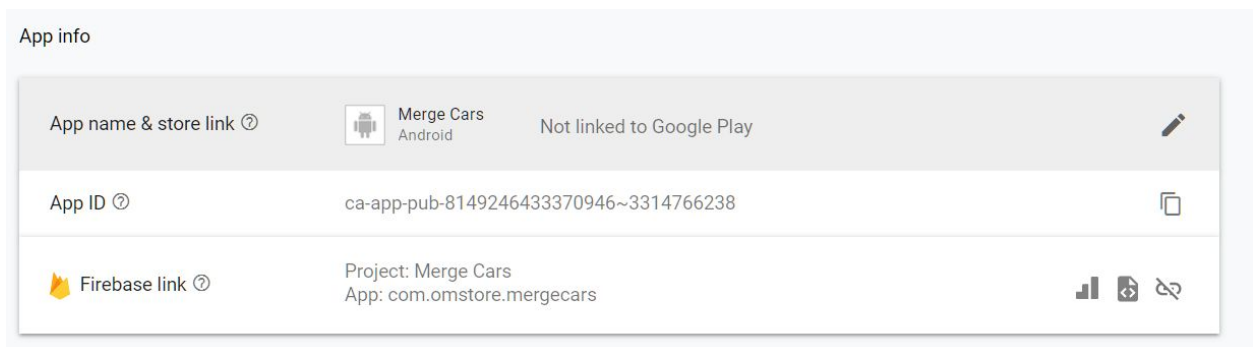 App info
App name & store link
Merge Cars
Android
Not linked to Google Play
App ID
ca-app-pub-8149246433370946~3314766238
Firebase link
Project: Merge Cars
App: com.omstore.mergecars